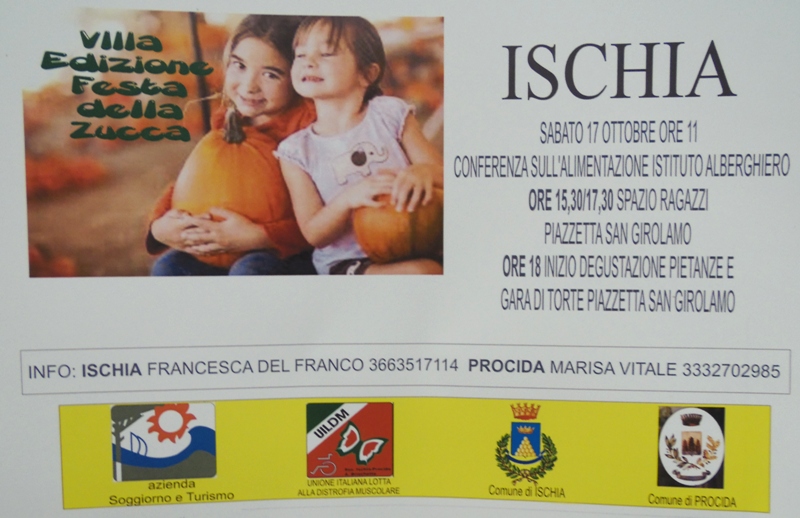 VIIIa
Edizione
Festa
della
Zucca
ISCHIA
SABATO 17 OTTOBRE ORE 11
CONFERENZA SULL'ALIMENTAZIONE ISTITUTO ALBERGHIERO
ORE 15,30/17,30 SPAZIO RAGAZZI
PIAZZETTA SAN GIROLAMO
ORE 18 INIZIO DEGUSTAZIONE PIETANZE E
GARA DI TORTE PIAZZETTA SAN GIROLAMO
INFO: ISCHIA FRANCESCA DEL FRANCO 3663517114 PROCIDA MARISA VITALE 3332702985
azienda
Soggiorno e Turismo
UILDM
UNIONE ITALIANA LOTTA
ALLA DISTROFIA MUSCOLARE
Comune di ISCHIA
Comune di PROCIDA